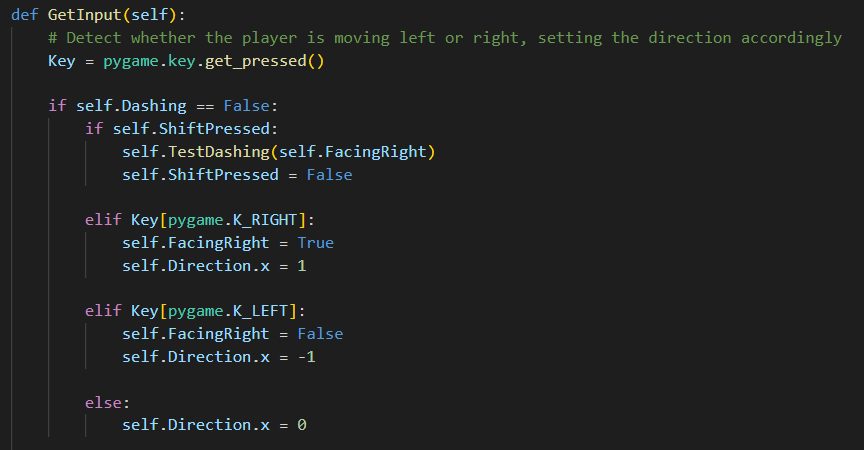 def GetInput(self):
    # Detect whether the player is moving left or right, setting the direction accordingly
    Key = pygame.key.get_pressed()

    if self.Dashing == False:
        if self.ShiftPressed:
            self.TestDashing(self.FacingRight)
            self.ShiftPressed = False

        elif Key[pygame.K_RIGHT]:
            self.FacingRight = True
            self.Direction.x = 1

        elif Key[pygame.K_LEFT]:
            self.FacingRight = False
            self.Direction.x = -1

        else:
            self.Direction.x = 0